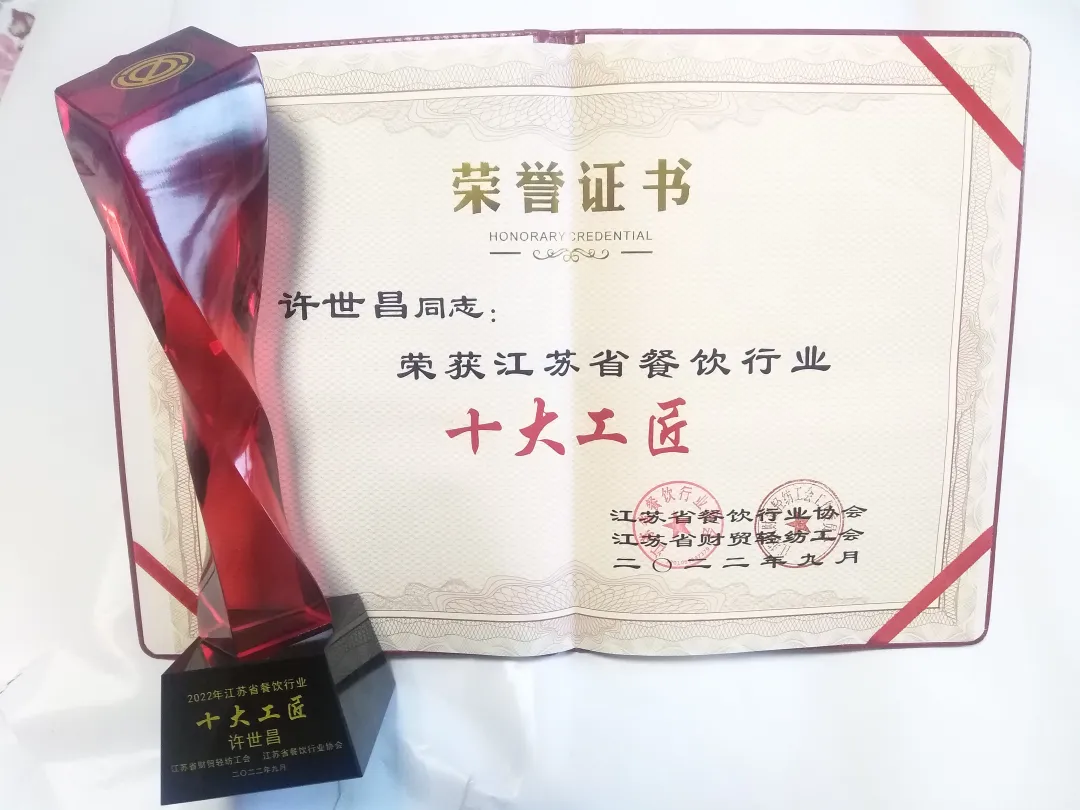 荣誉证书
HONORARY CREDENTIAL
许世昌同志：
荣获江苏省餐饮行业
十大工匠
江苏省餐饮行业协会
江苏省财贸轻纺工会
二〇二二年九月
2022年江苏省餐饮行业
十大工匠
许世昌
江苏省财贸轻纺工会 江苏省餐饮行业协会
二〇二二年九月